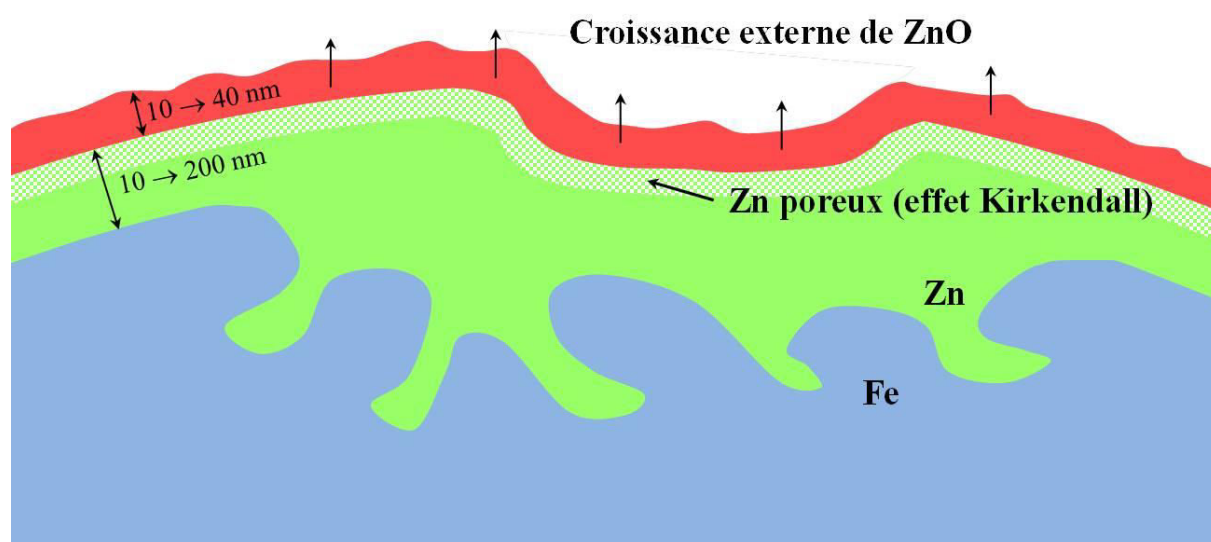 Croissance externe de ZnO
10 → 40 nm
10 → 200 nm
Zn poreux (effet Kirkendall)
Zn
Fe